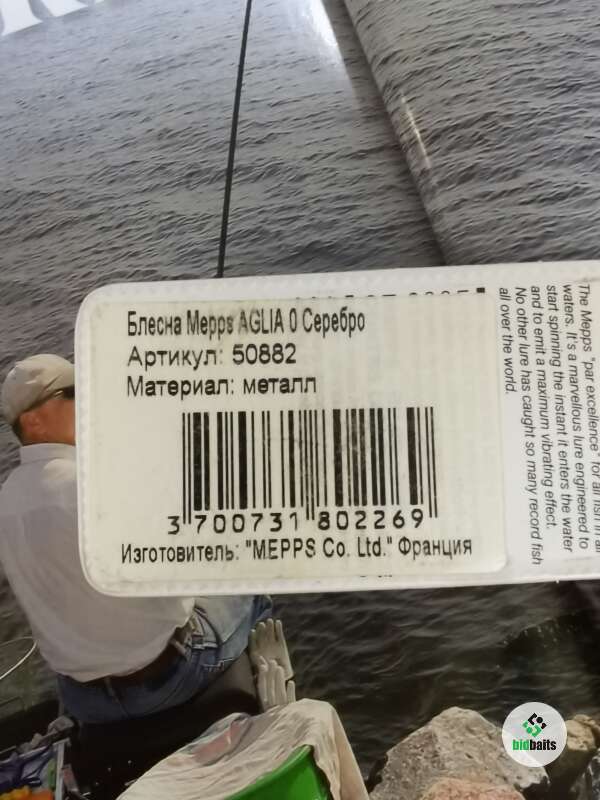 Блесна Mepps AGLIA 0 Серебро
Артикул: 50882
Материал: металл
3 700731 802269
Изготовитель: "MEPPS Co. Ltd." Франция
The Mepps "par excellence" for all fish in all
waters. It's a marvellous lure engineered to
start spinning the instant it enters the water
and to emit a maximum vibrating effect.
No other lure has caught so many record fish
all over the world.
bidbaits